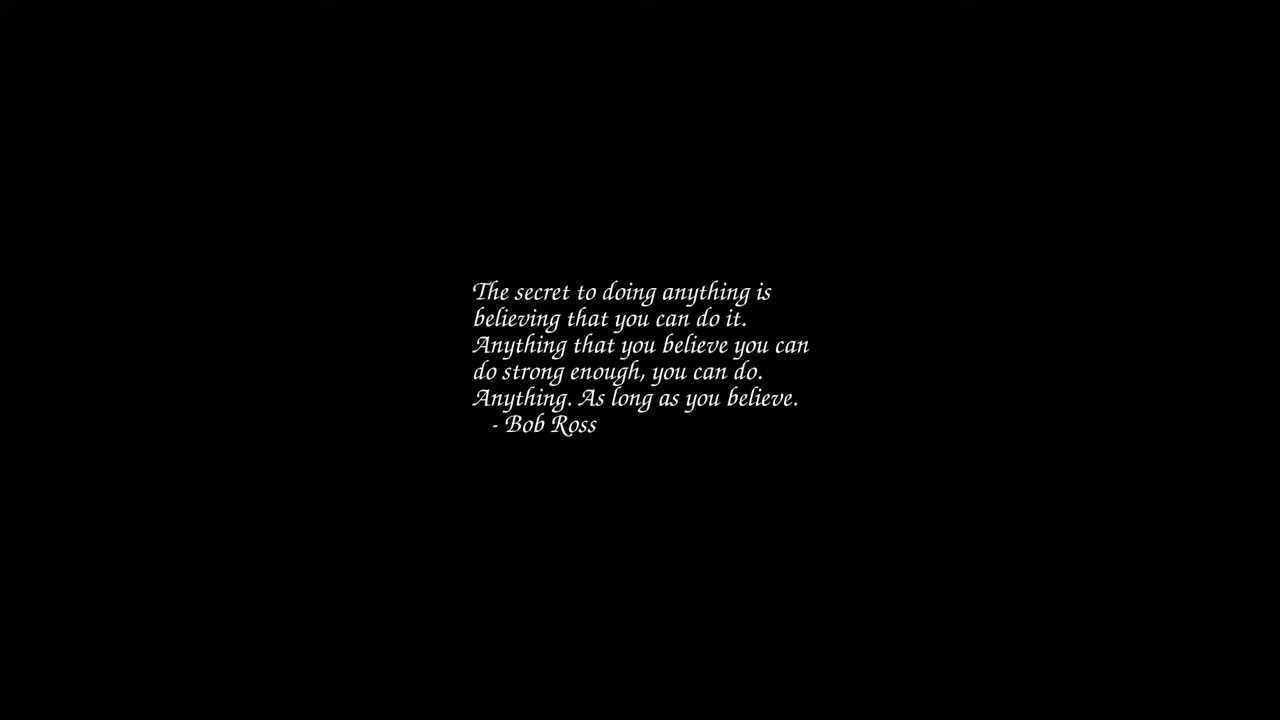 The secret to doing anything is
believing that you can do it.
Anything that you believe you can
do strong enough, you can do.
Anything. As long as you believe.
- Bob Ross